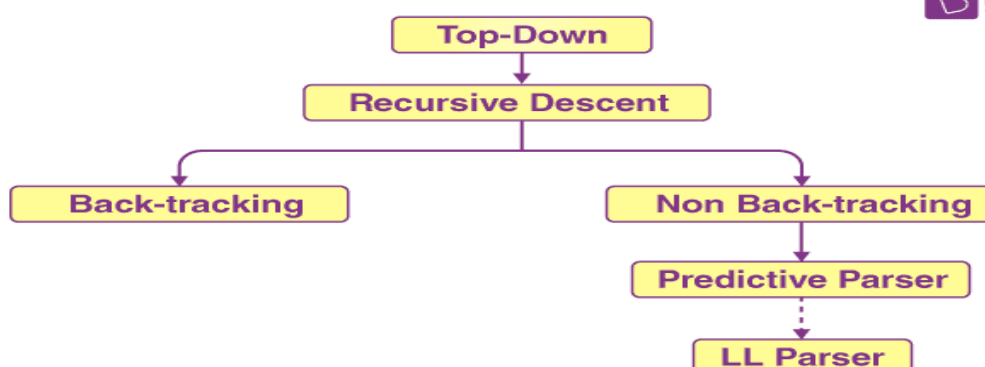 Top-Down
Recursive Descent
Back-tracking
Non Back-tracking
Predictive Parser
LL Parser